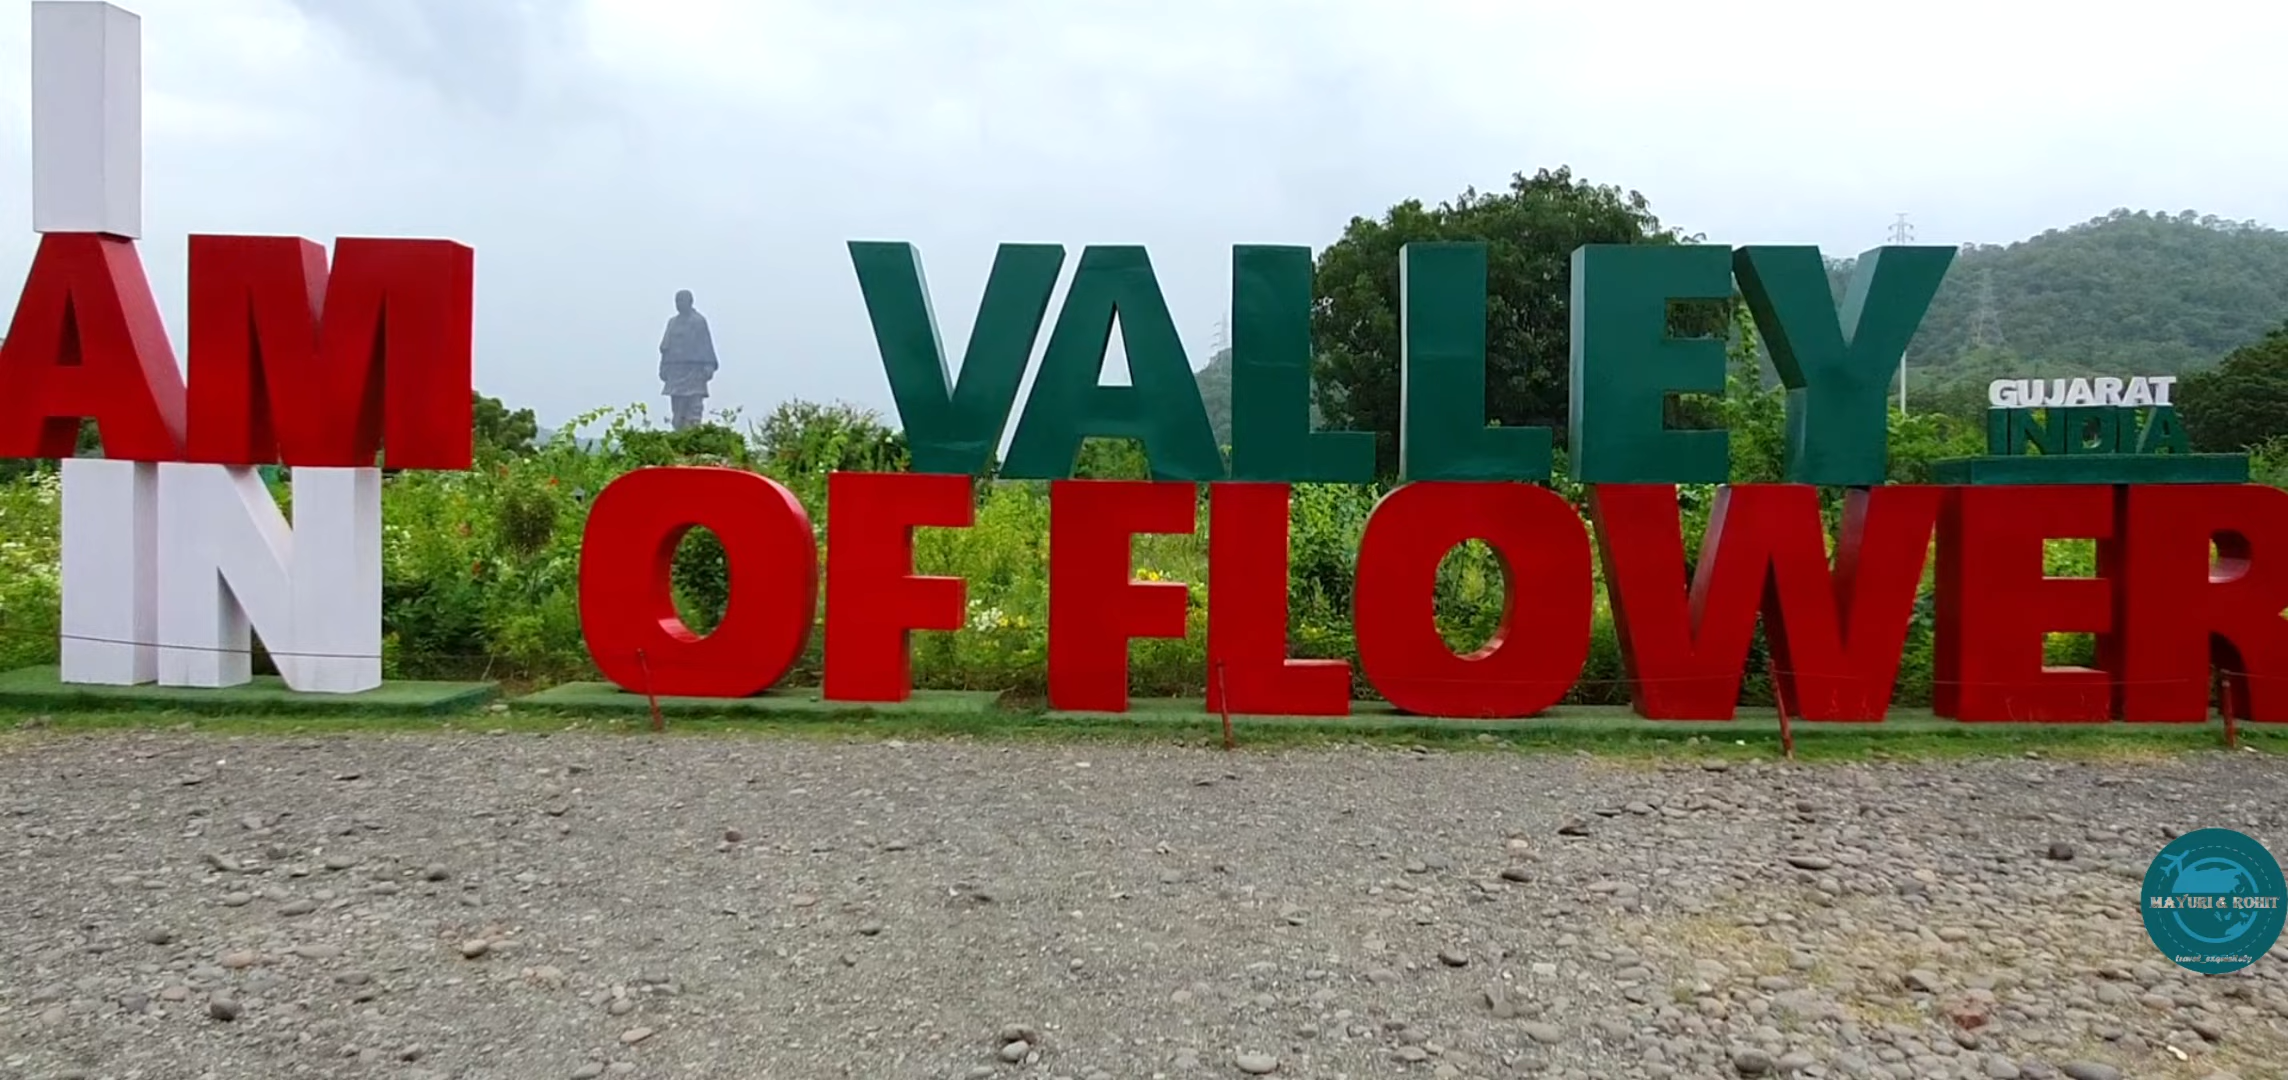 I
AM VALLEY
GUJARAT
INDIA
IN OF FLOWER
MAYURI & ROHIT